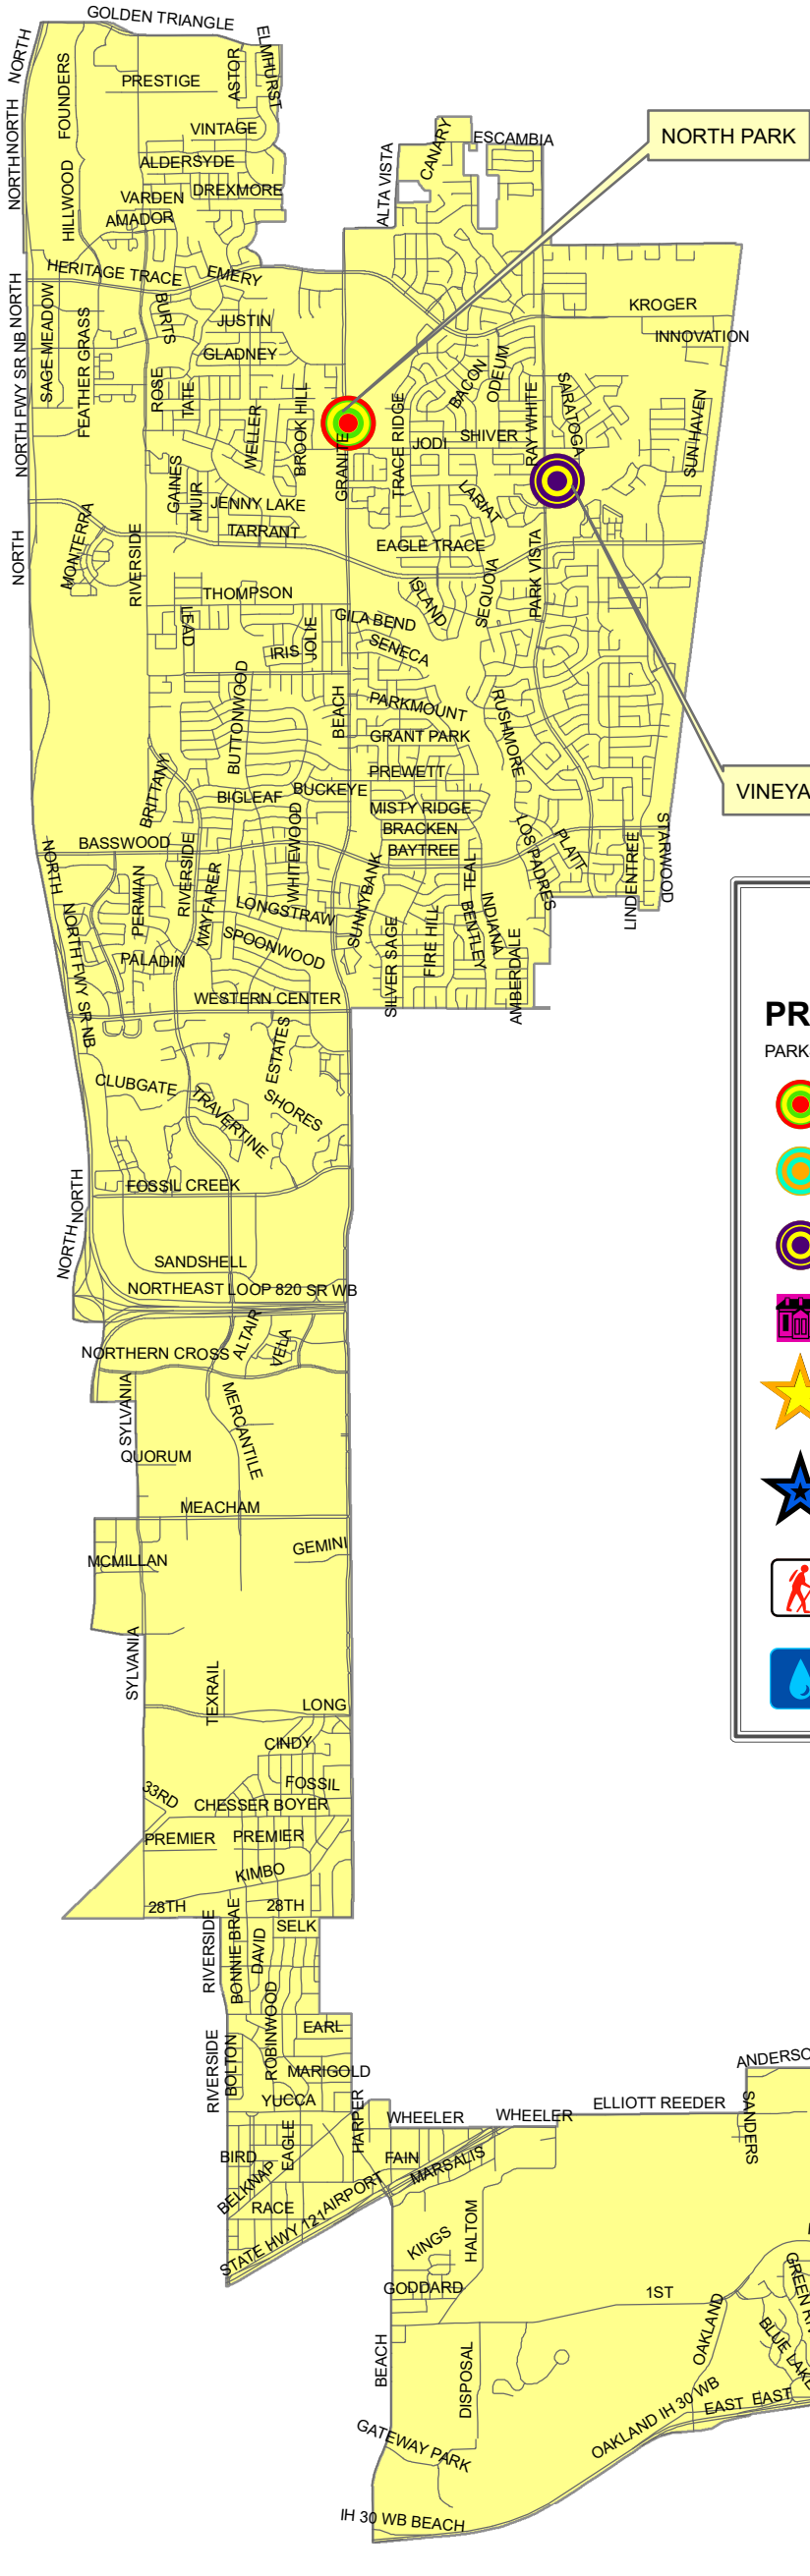 GOLDEN TRIANGLE
NORTH
ELMHURST
ASTOR
FOUNDERS
PRESTIGE
NORTH
NORTH
VINTAGE
ALDERSYDE
DREXMORE
VARDEN
AMADOR
HILLWOOD
CANARY
ESCAMBIA
ALTA VISTA
NORTH PARK
HERITAGE TRACE
EMERY
NORTH
NORTH FWY SR NB
SAGE MEADOW
FEATHER GRASS
BURTS
JUSTIN
GLADNEY
KROGER
INNOVATION
ROSE
TATE
WELLER
BROOK HILL
GRANITE
TRACE RIDGE
BACON
ODEUM
RAY WHITE
SARATOGA
SUN HAVEN
JODI
SHIVER
GAINES
MUIR
JENNY LAKE
LARIAT
TARRANT
EAGLE TRACE
NORTH
MONTERRA
RIVERSIDE
PARK VISTA
SEQUOIA
ISLAND
THOMPSON
LEAD
JOLIE
IRIS
GILA BEND
SENECA
BUTTONWOOD
BEACH
PARKMOUNT
RUSHMORE
GRANT PARK
PREWETT
BRITTANY
BIGLEAF
BUCKEYE
MISTY RIDGE
VINEYA
BRACKEN
BAYTREE
BASSWOOD
NORTH
RIVERSIDE
WHITEWOOD
LOS PADRES
PLATT
LINDENTREE
STARWOOD
TEAL
PERMIAN
WAYFARER
LONGSTRAW
SUNNYBANK
SILVER SAGE
FIRE HILL
BENTLEY
INDIANA
AMBERDALE
NORTH FWY SR NB
PALADIN
SPOONWOOD
WESTERN CENTER
PR
PARK
ESTATES
CLUBGATE
TRAVERTINE
SHORES
FOSSIL CREEK
NORTH
NORTH
SANDSHELL
NORTHEAST LOOP 820 SR WB
NORTHERN CROSS
ALTAIR
VELA
SYLVANIA
MERCANTILE
QUORUM
MEACHAM
GEMINI
MCMILLAN
SYLVANIA
TEXRAIL
LONG
CINDY
FOSSIL
33RD
CHESSER BOYER
PREMIER
PREMIER
KIMBO
28TH
28TH
SELK
RIVERSIDE
BONNIE BRAE
DAVID
ROBINWOOD
EARL
RIVERSIDE
BOLTON
MARIGOLD
YUCCA
HARPER
ANDERSO
WHEELER
WHEELER
ELLIOTT REEDER
SANDERS
BIRD
EAGLE
FAIN
MARSALIS
BELKNAP
RACE
AIRPORT
STATE HWY 121
KINGS
HALTOM
GODDARD
1ST
OAKLAND
GREEN RI
BLUE LAKE
BEACH
DISPOSAL
OAKLAND IH 30 WB
EAST
EAST
GATEWAY PARK
IH 30 WB BEACH